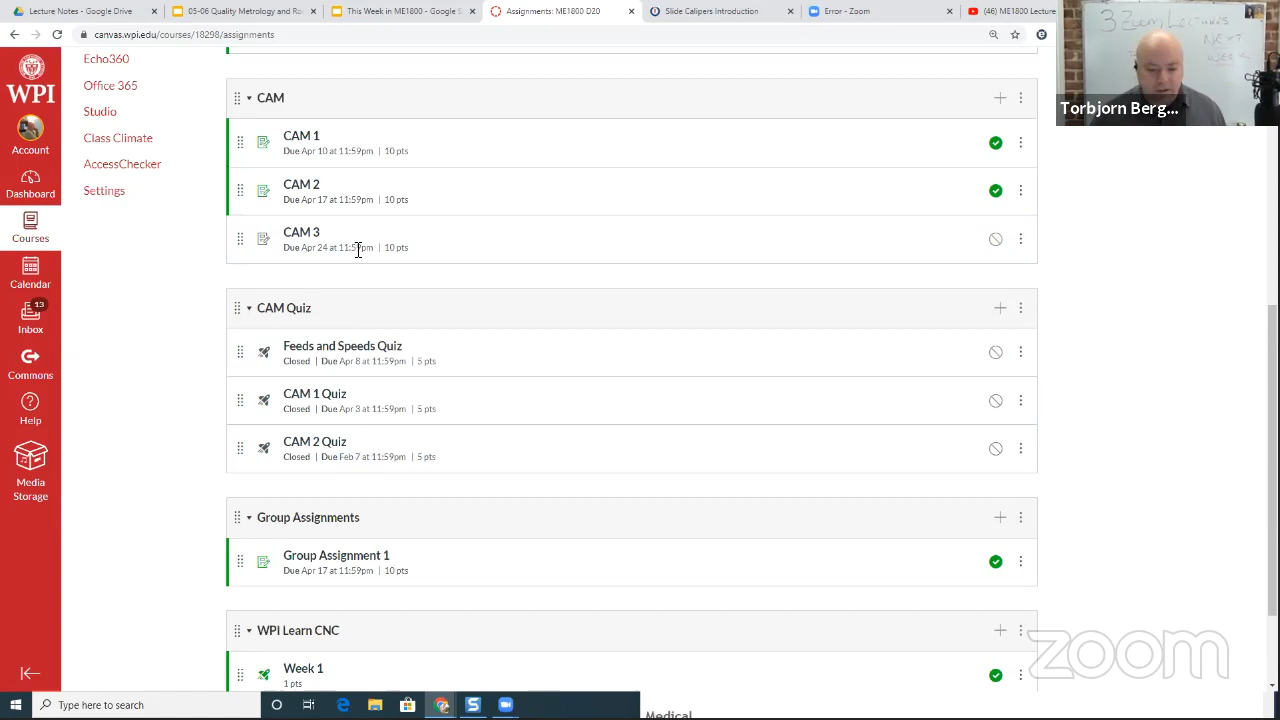 Lecture Notes - Google Drive
05-06 Quality Metrology and Re
This Week in ME1800 - Google S
Assignments: ME1800 D20
Slide Calipers Introduction
Error - Zoom
(46) ME1800 Lecture
canvas.wpi.edu/courses/18298/assignments
3 Zoom Lectures
NEXT
WEEK
Torbjorn Berg...
WPI
Account
Dashboard
Courses
Calendar
13
Inbox
Commons
Help
Media
Storage
Echo360
Office 365
Studio
Class Climate
AccessChecker
Settings
CAM
CAM 1
Due Apr 10 at 11:59pm | 10 pts
CAM 2
Due Apr 17 at 11:59pm | 10 pts
CAM 3
Due Apr 24 at 11:59pm | 10 pts
CAM Quiz
Feeds and Speeds Quiz
Closed | Due Apr 8 at 11:59pm | 5 pts
CAM 1 Quiz
Closed | Due Apr 3 at 11:59pm | 5 pts
CAM 2 Quiz
Closed | Due Feb 7 at 11:59pm | 5 pts
Group Assignments
Group Assignment 1
Due Apr 17 at 11:59pm | 10 pts
WPI Learn CNC
Week 1
1 pts
zoom
Type here to search
Medical